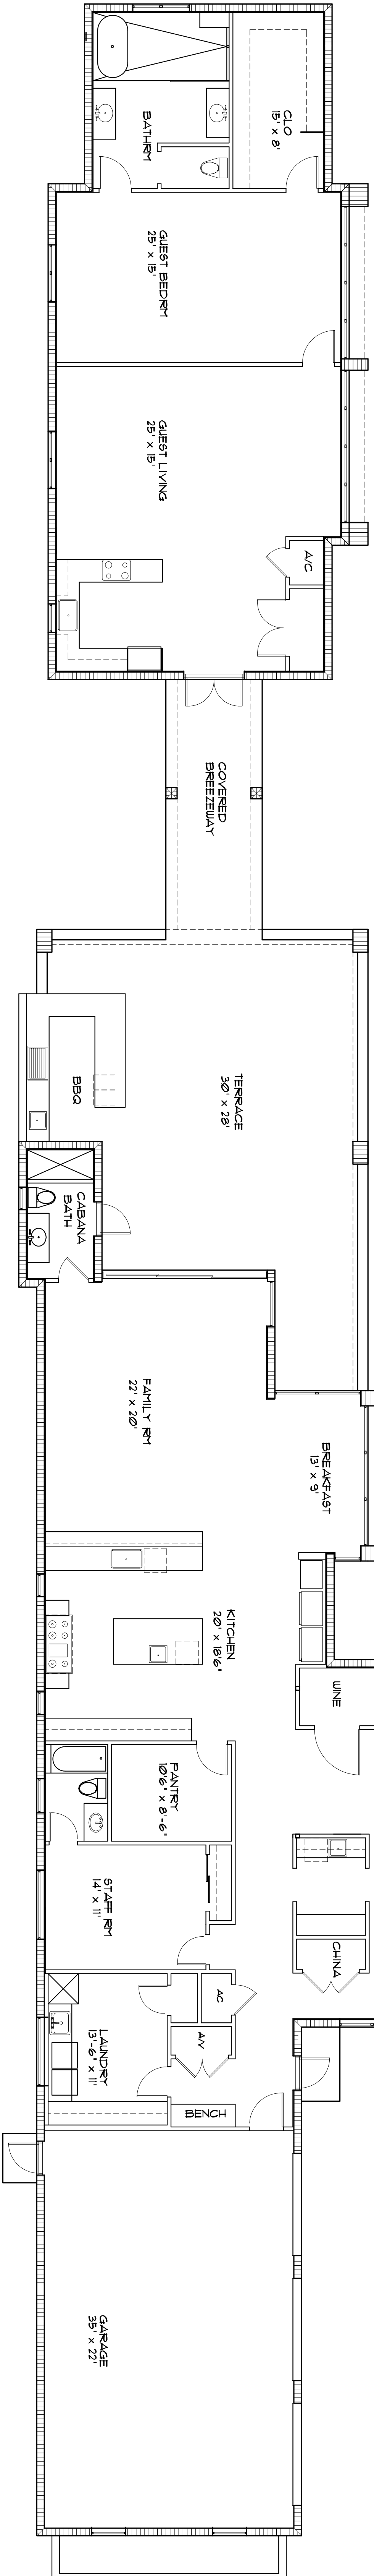 CLO
15' x 8'
BATHRM
GUEST BEDRM
25' x 15'
GUEST LIVING
25' x 15'
A/C
COVERED
BREEZEWAY
TERRACE
30' x 28'
BBQ
CABANA
BATH
FAMILY RM
22' x 20'
BREAKFAST
13' x 9'
KITCHEN
20' x 18'6"
WINE
PANTRY
10'6" x 8'-6"
STAFF RM
14' x 11'
CHINA
AC
A/V
LAUNDRY
13'-6" x 11'
BENCH
GARAGE
35' x 22'